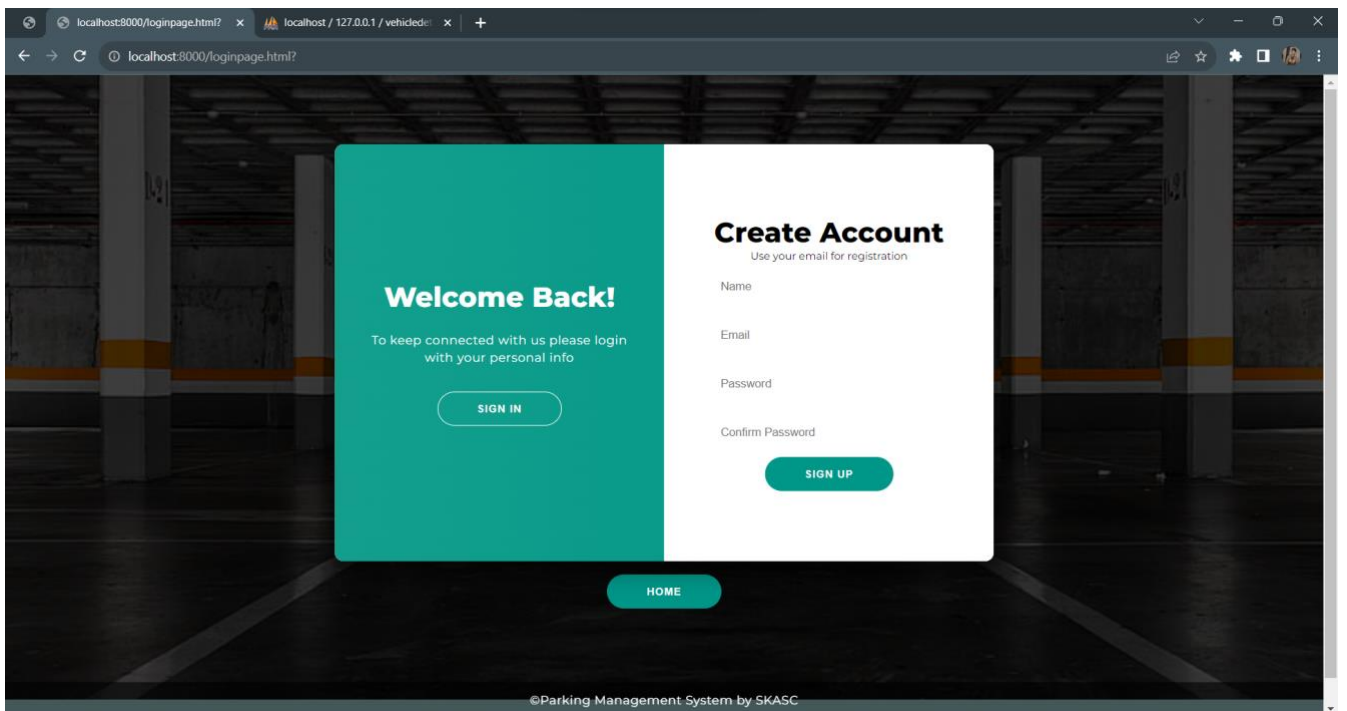 localhost:8000/loginpage.html?
localhost / 127.0.0.1 / vehiclede
localhost:8000/loginpage.html?
Welcome Back!
To keep connected with us please login
with your personal info
SIGN IN
Create Account
Use your email for registration
Name
Email
Password
Confirm Password
SIGN UP
HOME
©Parking Management System by SKASC